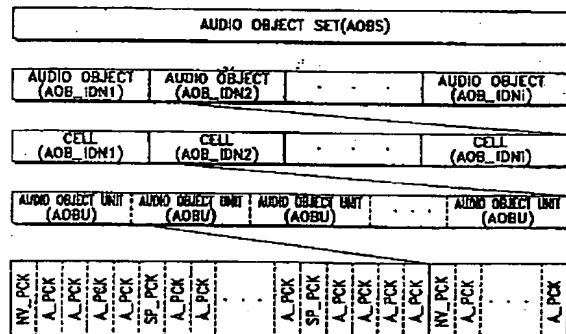 AUDIO OBJECT SET(AOBS)
AUDIO OBJECT AUDIO OBJECT . . . AUDIO OBJECT
(AOB_IDN1) (AOB_IDN2) (AOB_IDNi)
CELL CELL . . . CELL
(AOB_IDN1) (AOB_IDN2) (AOB_IDNi)
AUDIO OBJECT UNIT AUDIO OBJECT UNIT AUDIO OBJECT UNIT . . . AUDIO OBJECT UNIT
(AOBU) (AOBU) (AOBU) (AOBU)
NV_PCK A_PCK A_PCK A_PCK A_PCK SP_PCK A_PCK A_PCK . . . A_PCK SP_PCK A_PCK A_PCK A_PCK A_PCK NV_PCK A_PCK . . . A_PCK